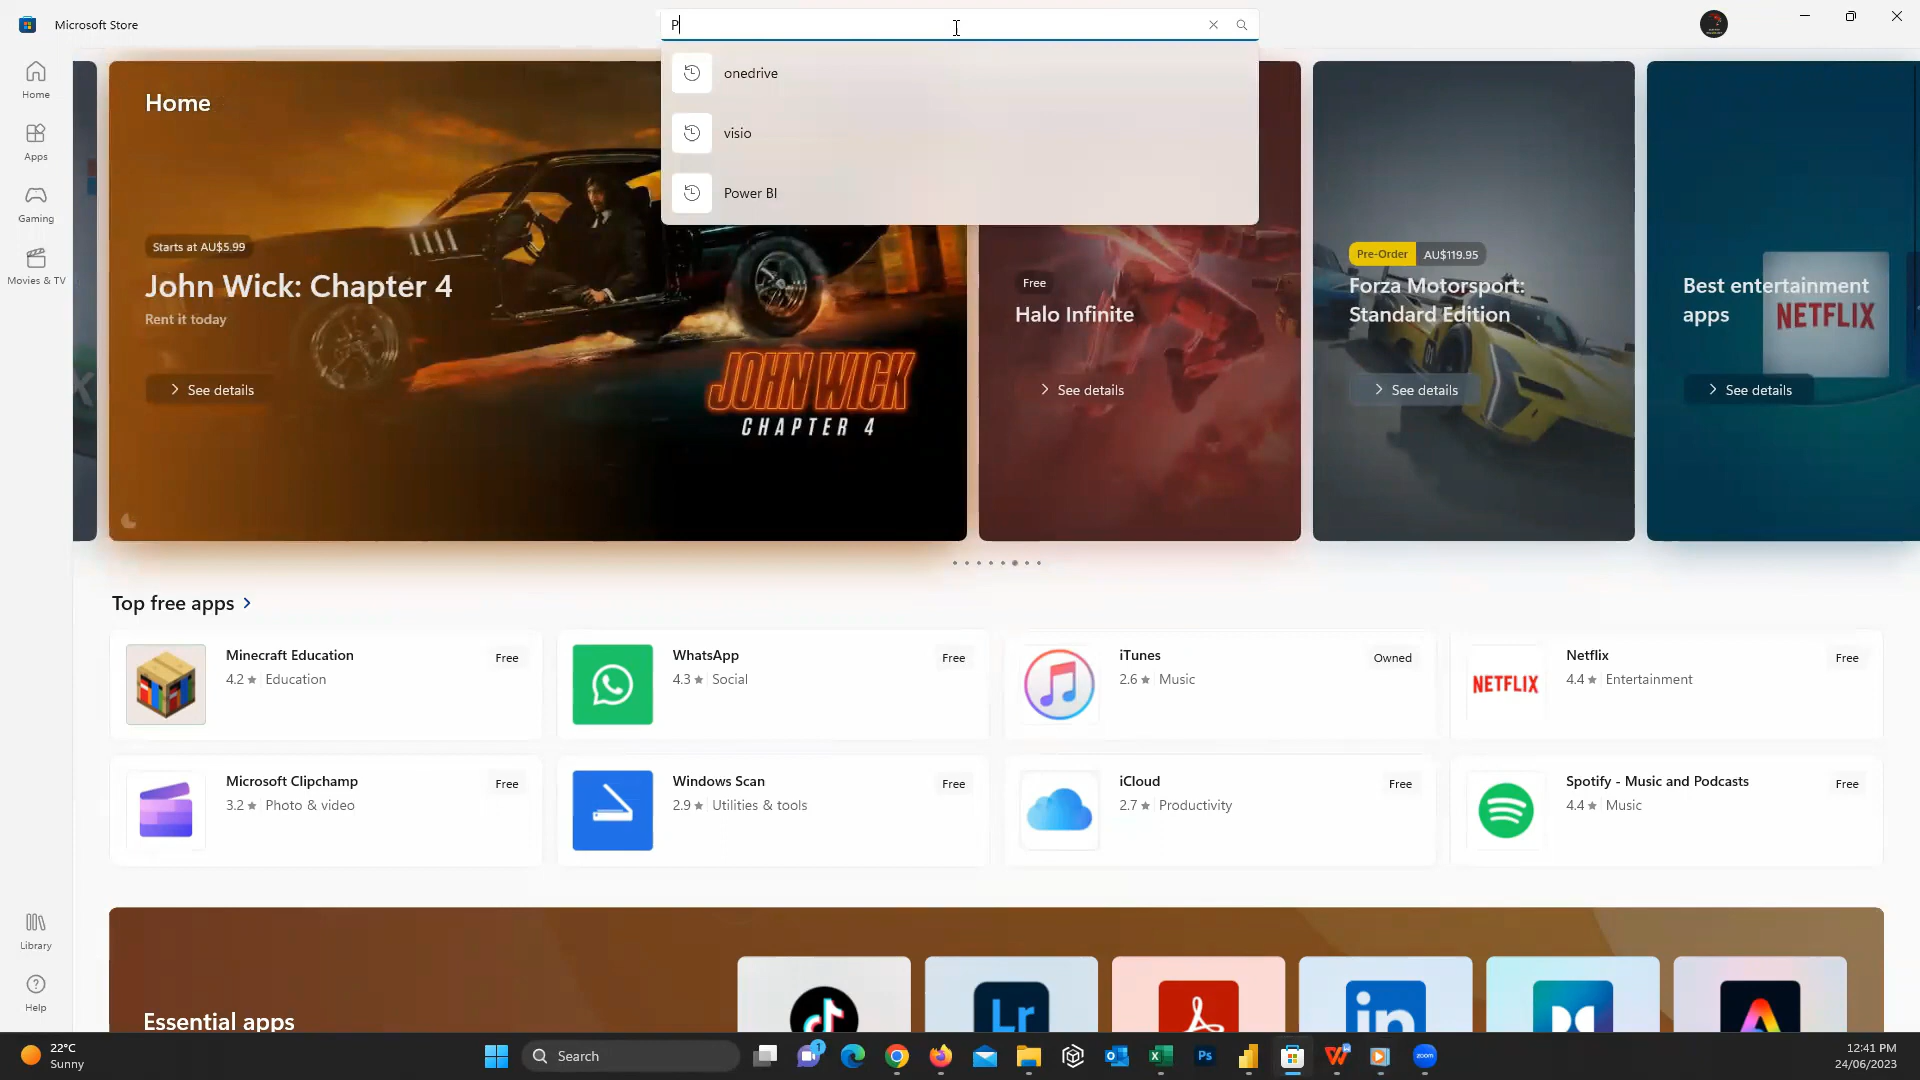 Microsoft Store
P
onedrive
visio
Power BI
Home
Apps
Gaming
Movies & TV
Library
Help
Home
Starts at AU$5.99
John Wick: Chapter 4
Rent it today
See details
JOHN WICK
CHAPTER 4
Free
Halo Infinite
See details
Pre-Order AU$119.95
Forza Motorsport:
Standard Edition
See details
01
Best entertainment
apps
NETFLIX
See details
Top free apps
Minecraft Education
Free
4.2 ★ Education
WhatsApp
Free
4.3 ★ Social
iTunes
Owned
2.6 ★ Music
NETFLIX
Netflix
Free
4.4 ★ Entertainment
Microsoft Clipchamp
Free
3.2 ★ Photo & video
Windows Scan
Free
2.9 ★ Utilities & tools
iCloud
Free
2.7 ★ Productivity
Spotify - Music and Podcasts
Free
4.4 ★ Music
Essential apps
Lr
in
22°C
Sunny
Search
1
Ps
zoom
12:41 PM
24/06/2023